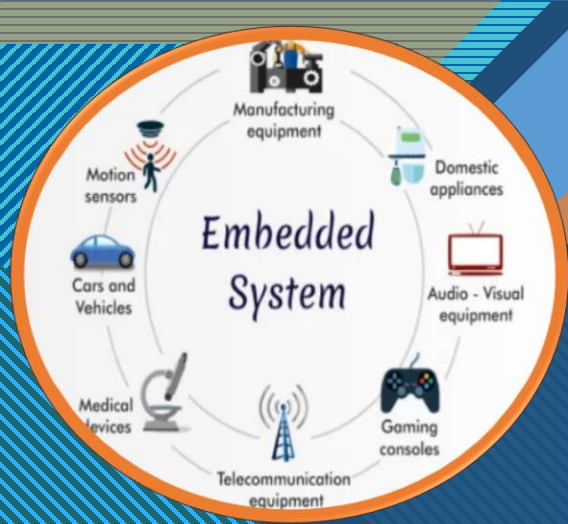 Manufacturing
equipment
Domestic
appliances
Audio - Visual
equipment
Gaming
consoles
Telecommunication
equipment
Medical
devices
Cars and
Vehicles
Motion
sensors
Embedded
System